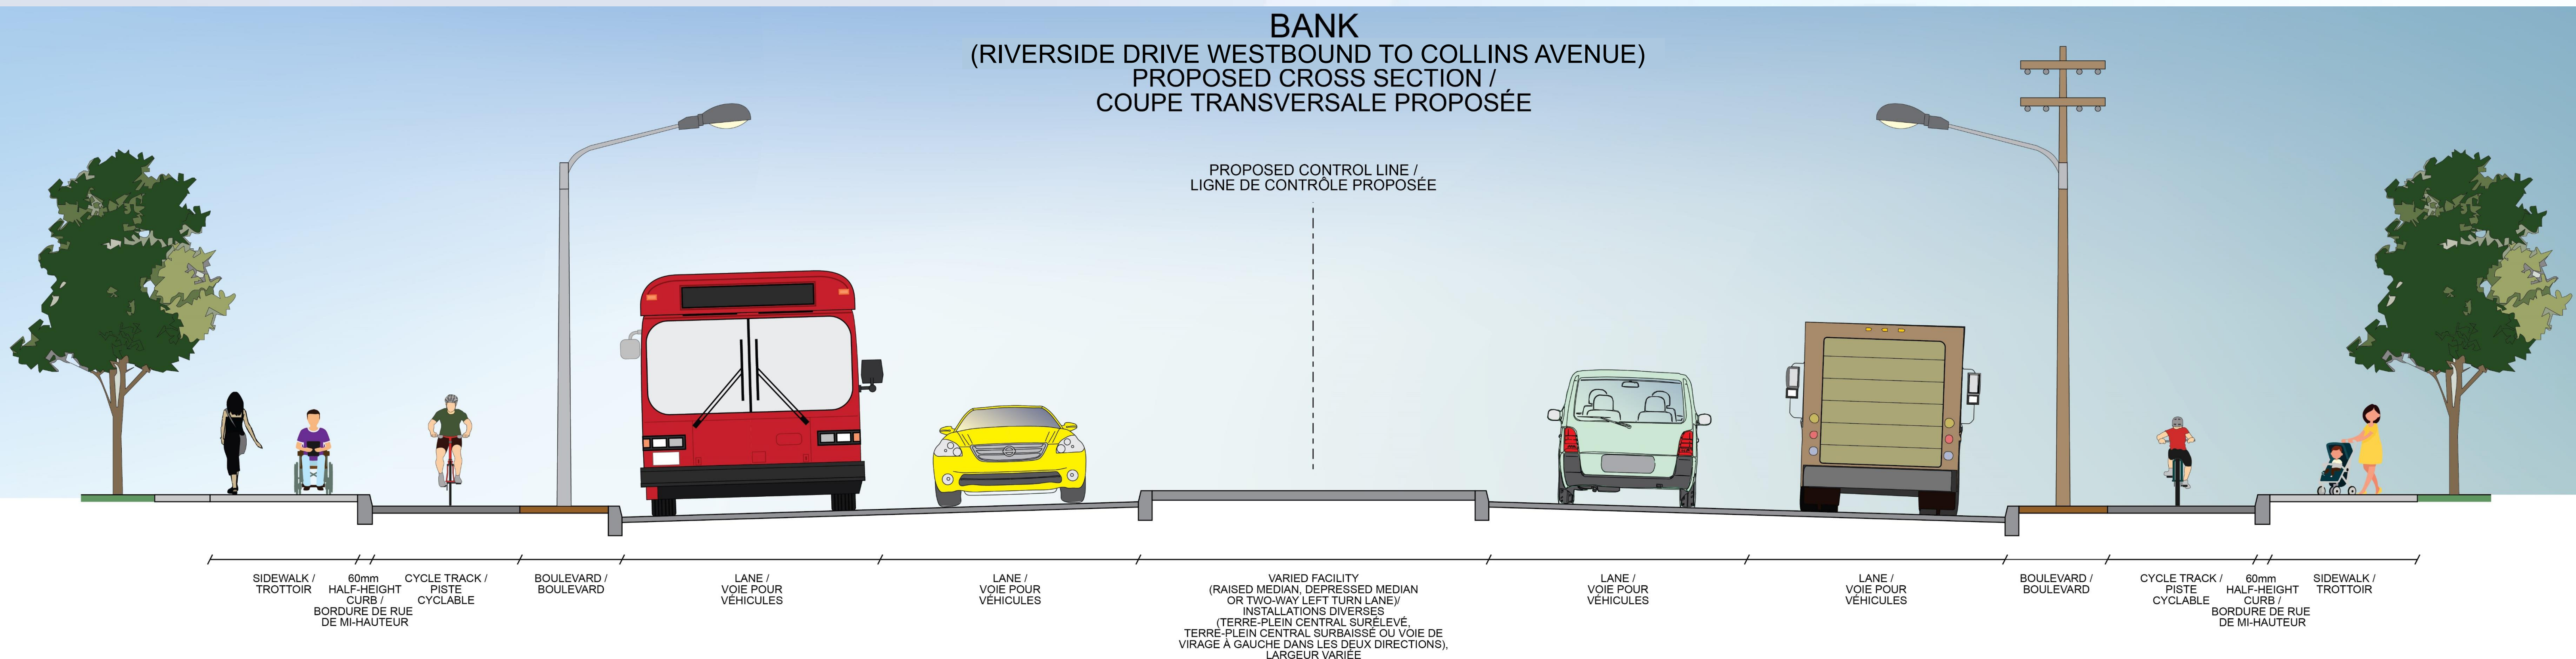 BANK
(RIVERSIDE DRIVE WESTBOUND TO COLLINS AVENUE)
PROPOSED CROSS SECTION /
COUPE TRANSVERSALE PROPOSÉE
PROPOSED CONTROL LINE /
LIGNE DE CONTRÔLE PROPOSÉE
SIDEWALK /
TROTTOIR
60mm
HALF-HEIGHT
CURB /
BORDURE DE RUE
DE MI-HAUTEUR
CYCLE TRACK /
PISTE
CYCLABLE
BOULEVARD /
BOULEVARD
LANE /
VOIE POUR
VÉHICULES
LANE /
VOIE POUR
VÉHICULES
VARIED FACILITY
(RAISED MEDIAN, DEPRESSED MEDIAN
OR TWO-WAY LEFT TURN LANE)/
INSTALLATIONS DIVERSES
(TERRE-PLEIN CENTRAL SURÉLEVÉ,
TERRE-PLEIN CENTRAL SURBAISSÉ OU VOIE DE
VIRAGE À GAUCHE DANS LES DEUX DIRECTIONS),
LARGEUR VARIÉE
LANE /
VOIE POUR
VÉHICULES
LANE /
VOIE POUR
VÉHICULES
BOULEVARD /
BOULEVARD
CYCLE TRACK /
PISTE
CYCLABLE
60mm
HALF-HEIGHT
CURB /
BORDURE DE RUE
DE MI-HAUTEUR
SIDEWALK /
TROTTOIR